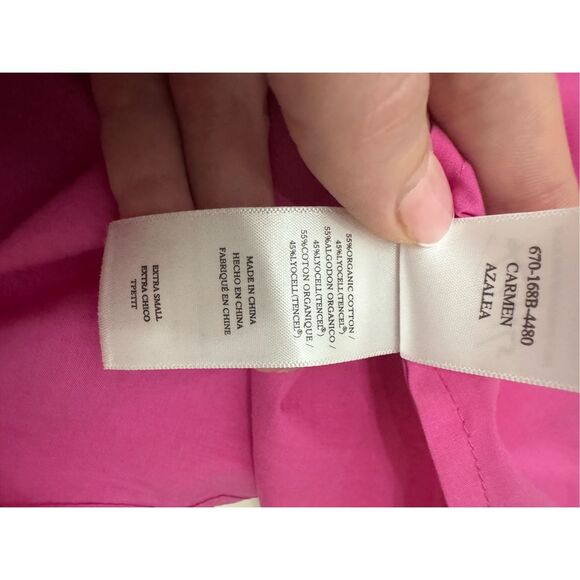 670-168B-4480
CARMEN
AZALEA
55%ORGANIC COTTON /
45%LYOCELL(TENCEL®)
55%ALGODON ORGANICO /
45%LYOCELL(TENCEL®)
55%COTON ORGANIQUE /
45%LYOCELL(TENCEL®)
MADE IN CHINA
HECHO EN CHINA
FABRIQUÉ EN CHINE
EXTRA SMALL
EXTRA CHICO
TPETIT